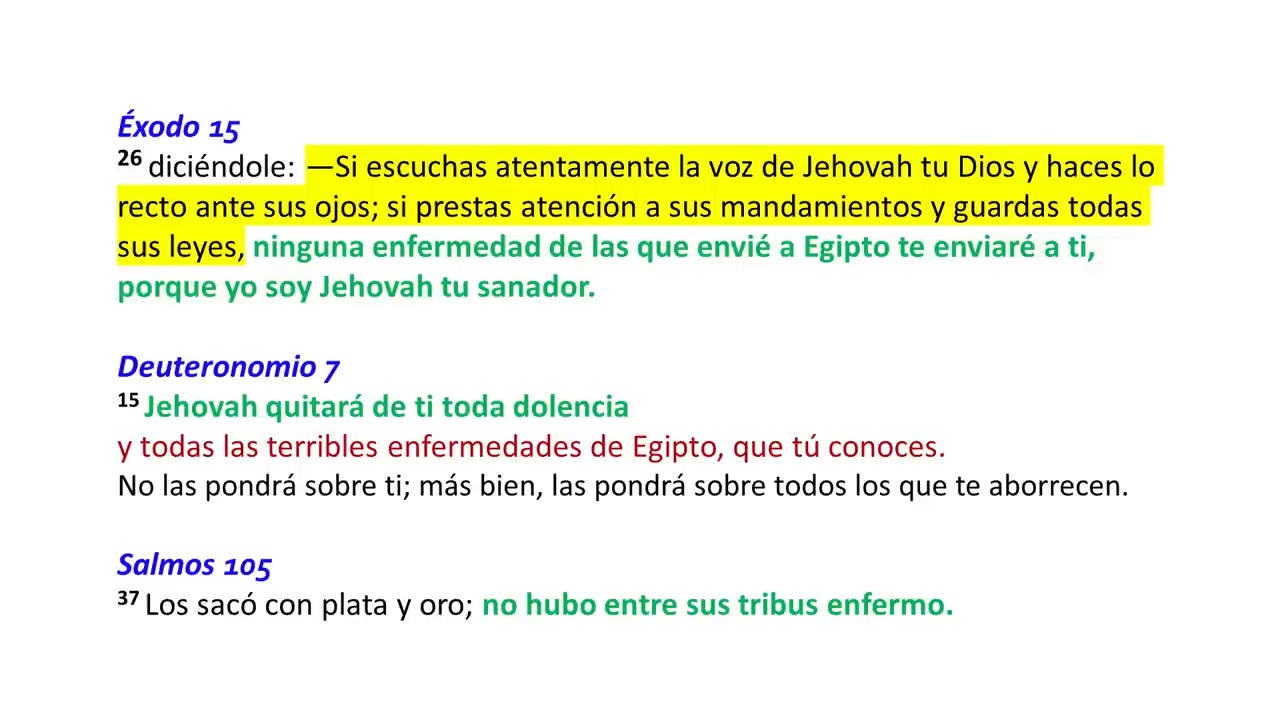 Éxodo 15
26 diciéndole: —Si escuchas atentamente la voz de Jehovah tu Dios y haces lo
recto ante sus ojos; si prestas atención a sus mandamientos y guardas todas
sus leyes, ninguna enfermedad de las que envié a Egipto te enviaré a ti,
porque yo soy Jehovah tu sanador.
Deuteronomio 7
15 Jehovah quitará de ti toda dolencia
y todas las terribles enfermedades de Egipto, que tú conoces.
No las pondrá sobre ti; más bien, las pondrá sobre todos los que te aborrecen.
Salmos 105
37 Los sacó con plata y oro; no hubo entre sus tribus enfermo.